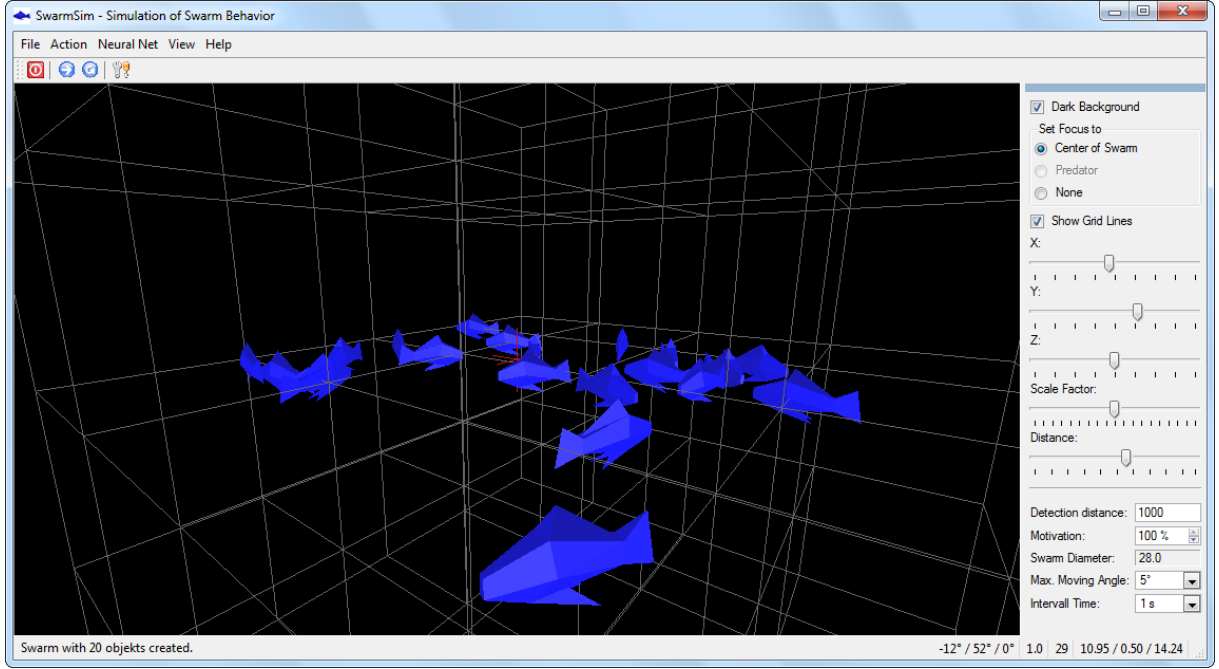 SwarmSim - Simulation of Swarm Behavior
File Action Neural Net View Help
Dark Background
Set Focus to
Center of Swarm
Predator
None
Show Grid Lines
X:
Y:
Z:
Scale Factor:
Distance:
Detection distance: 1000
Motivation: 100 %
Swarm Diameter: 28.0
Max. Moving Angle: 5°
Intervall Time: 1 s
Swarm with 20 objekts created. -12° / 52° / 0° 1.0 29 10.95 / 0.50 / 14.24